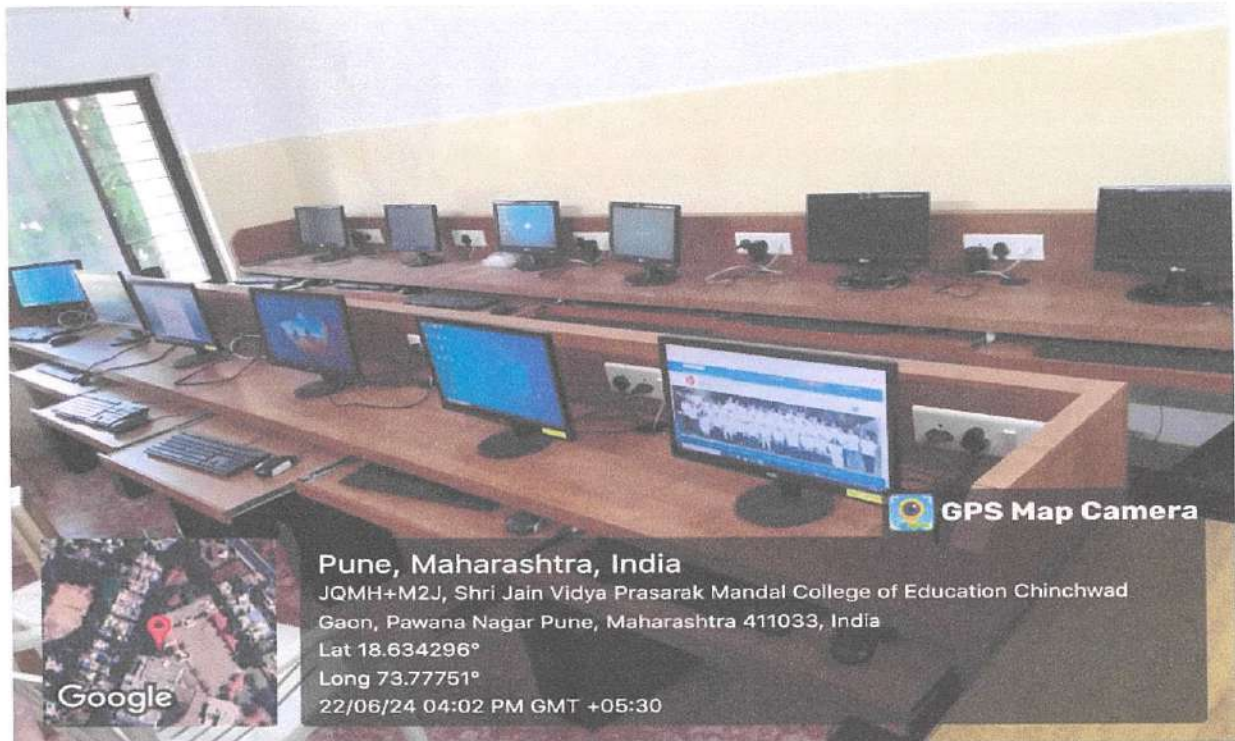 GPS Map Camera
Pune, Maharashtra, India
JQMH+M2J, Shri Jain Vidya Prasarak Mandal College of Education Chinchwad
Gaon, Pawana Nagar Pune, Maharashtra 411033, India
Lat 18.634296°
Long 73.77751°
22/06/24 04:02 PM GMT +05:30
Google